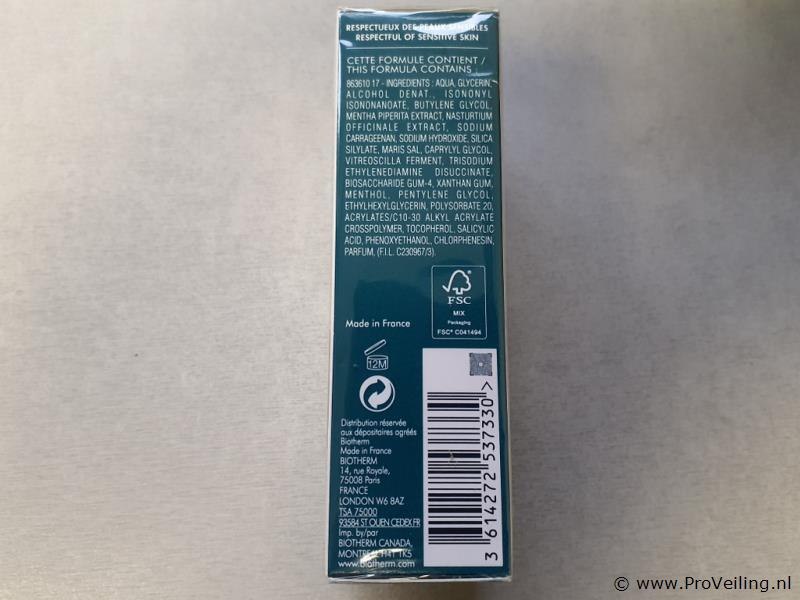 RESPECTUEUX DES PEAUX SENSIBLES
RESPECTFUL OF SENSITIVE SKIN
CETTE FORMULE CONTIENT /
THIS FORMULA CONTAINS
863610 17 - INGREDIENTS : AQUA, GLYCERIN,
ALCOHOL DENAT., ISONONYL
ISONONANOATE, BUTYLENE GLYCOL,
MENTHA PIPERITA EXTRACT, NASTURTIUM
OFFICINALE EXTRACT, SODIUM
CARRAGEENAN, SODIUM HYDROXIDE, SILICA
SILYLATE, MARIS SAL, CAPRYLYL GLYCOL,
VITREOSCILLA FERMENT, TRISODIUM
ETHYLENEDIAMINE DISUCCINATE,
BIOSACCHARIDE GUM-4, XANTHAN GUM,
MENTHOL, PENTYLENE GLYCOL,
ETHYLHEXYLGLYCERIN, POLYSORBATE 20,
ACRYLATES/C10-30 ALKYL ACRYLATE
CROSSPOLYMER, TOCOPHEROL, SALICYLIC
ACID, PHENOXYETHANOL, CHLORPHENESIN,
PARFUM, (F.I.L. C230967/3).
FSC
MIX
Packaging
FSC® C041494
Made in France
12M
Distribution réservée
aux dépositaires agréés
Biotherm
Made in France
BIOTHERM
14, rue Royale,
75008 Paris
FRANCE
LONDON W6 8AZ
TSA 75000
93584 ST OUEN CEDEX FR
Imp. by/par
BIOTHERM CANADA,
MONTREAL H4T 1K5
www.biotherm.com
3 614272 537330 >
© www.ProVeiling.nl